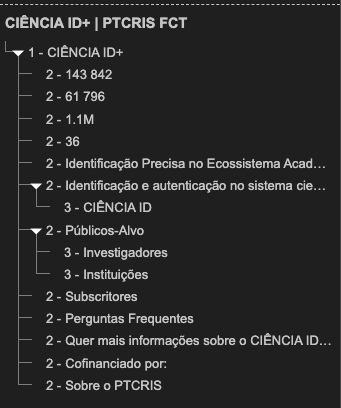 CIÊNCIA ID+ | PTCRIS FCT
1 - CIÊNCIA ID+
2 - 143 842
2 - 61 796
2 - 1.1M
2 - 36
2 - Identificação Precisa no Ecossistema Acad…
2 - Identificação e autenticação no sistema cie…
3 - CIÊNCIA ID
2 - Públicos-Alvo
3 - Investigadores
3 - Instituições
2 - Subscritores
2 - Perguntas Frequentes
2 - Quer mais informações sobre o CIÊNCIA ID…
2 - Cofinanciado por:
2 - Sobre o PTCRIS